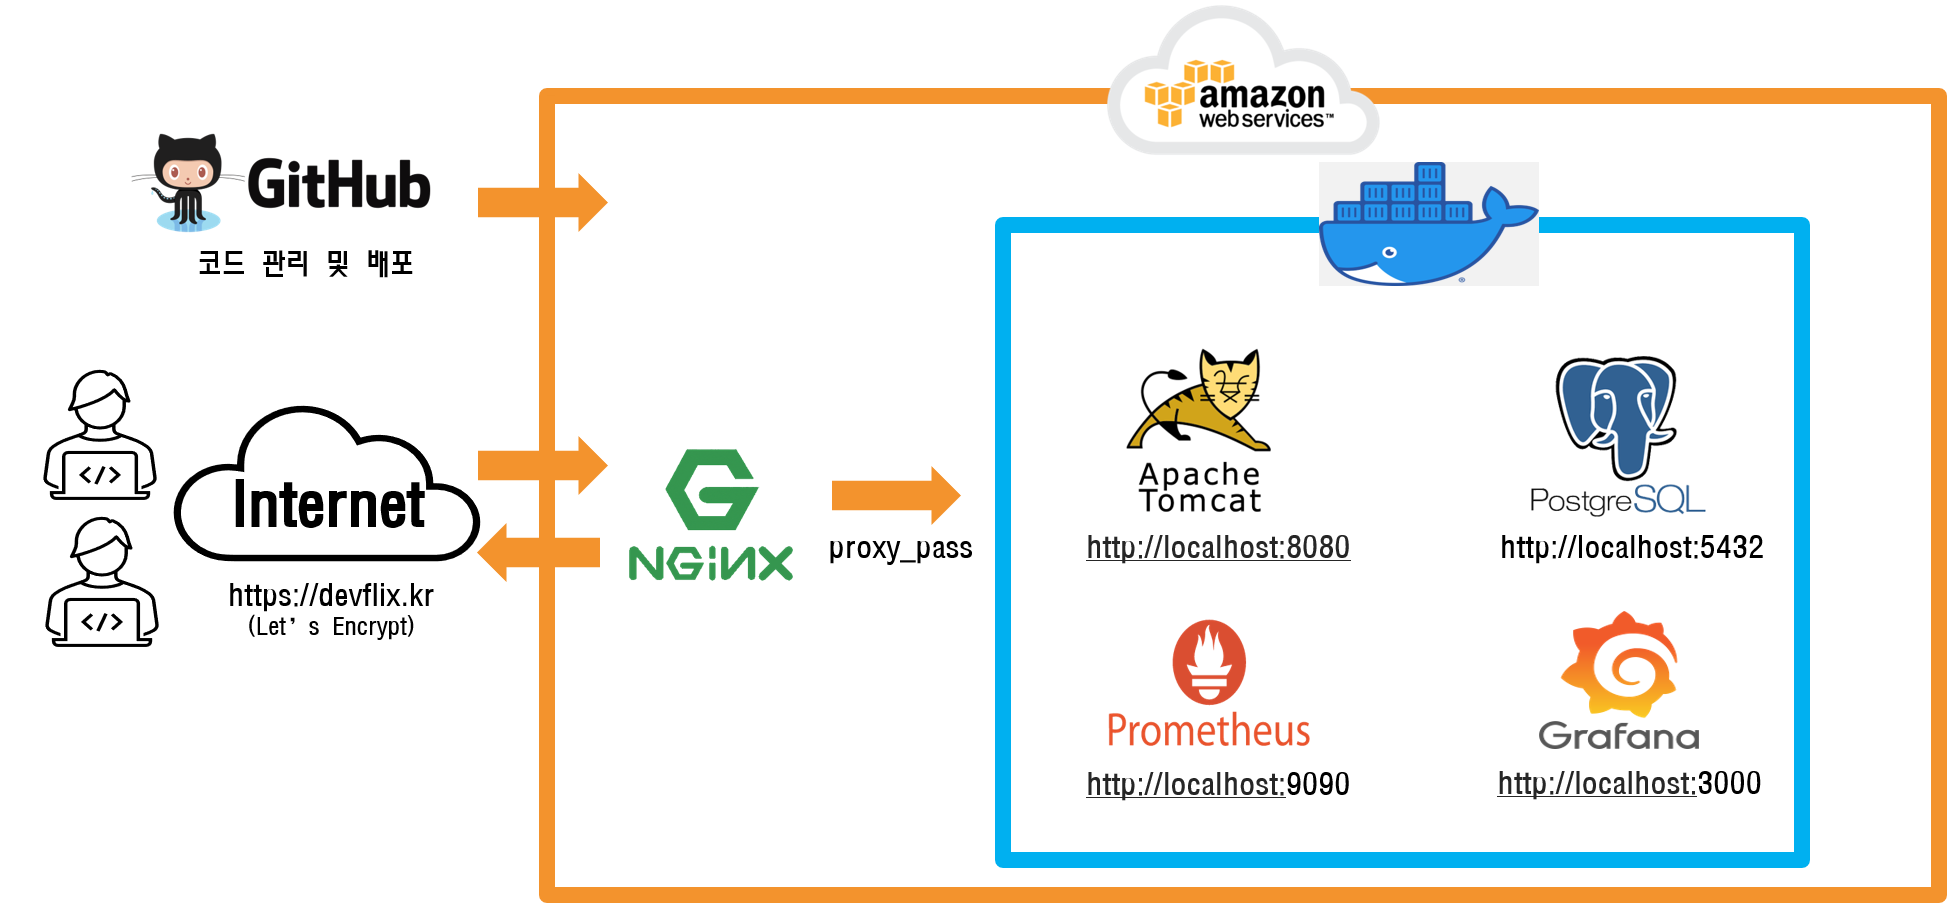 amazon
web services™
GitHub
코드 관리 및 배포
Internet
https://devflix.kr
(Let's Encrypt)
NGiNX
proxy_pass
Apache
Tomcat
http://localhost:8080
PostgreSQL
http://localhost:5432
Prometheus
http://localhost:9090
Grafana
http://localhost:3000